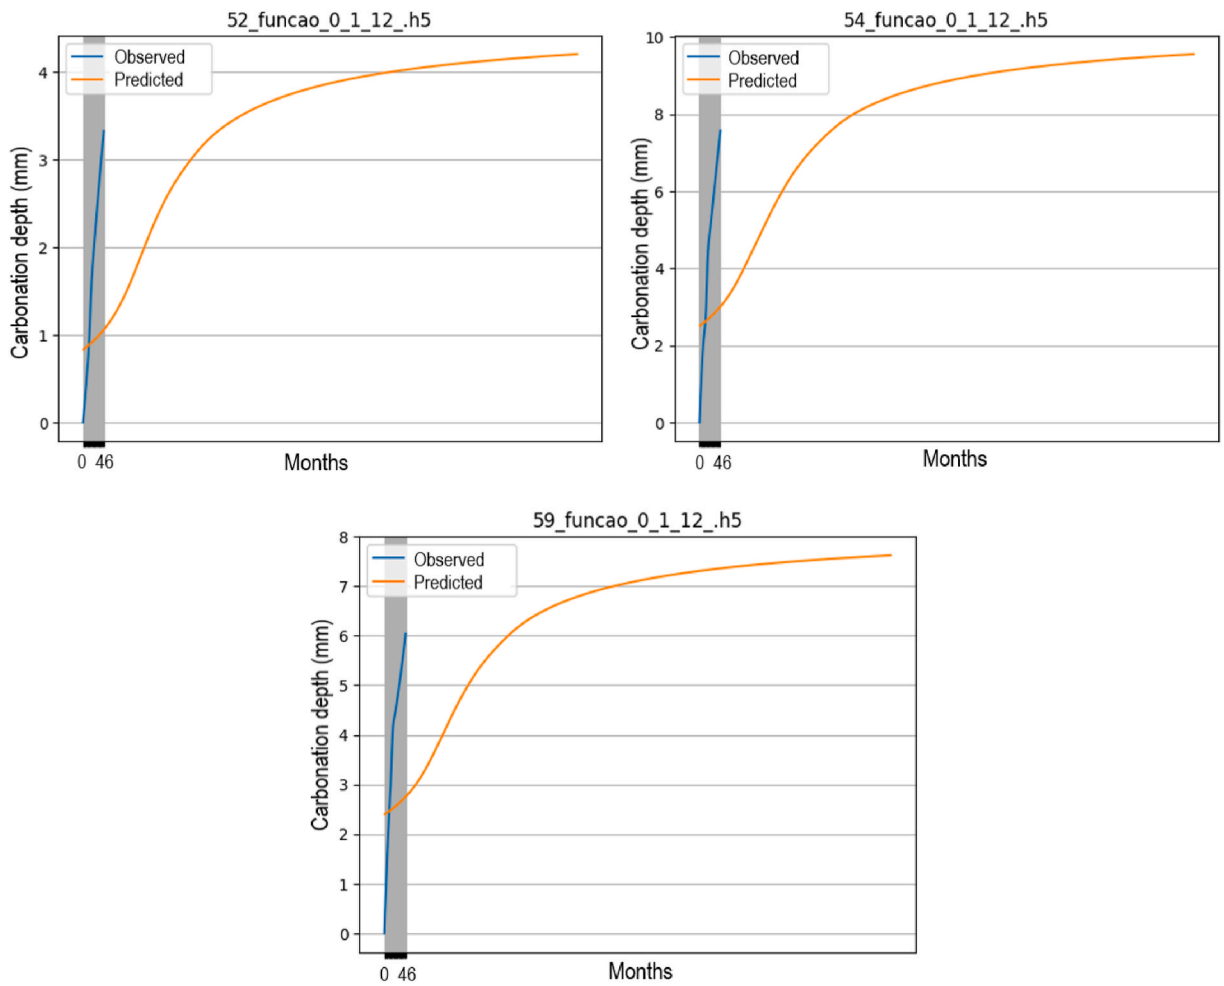 52_funcao_0_1_12_.h5
Observed
Predicted
4
3
2
1
0
Carbonation depth (mm)
0 46
Months
54_funcao_0_1_12_.h5
Observed
Predicted
10
8
6
4
2
0
Carbonation depth (mm)
0 46
Months
59_funcao_0_1_12_.h5
Observed
Predicted
8
7
6
5
4
3
2
1
0
Carbonation depth (mm)
0 46
Months